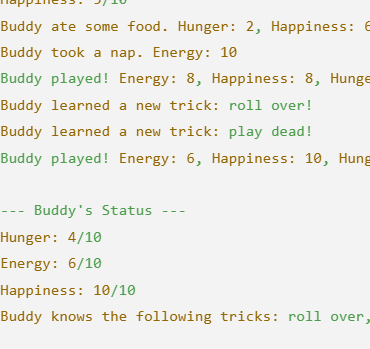 Happiness: 9/10
Buddy ate some food. Hunger: 2, Happiness: 6
Buddy took a nap. Energy: 10
Buddy played! Energy: 8, Happiness: 8, Hunge
Buddy learned a new trick: roll over!
Buddy learned a new trick: play dead!
Buddy played! Energy: 6, Happiness: 10, Hung

--- Buddy's Status ---
Hunger: 4/10
Energy: 6/10
Happiness: 10/10
Buddy knows the following tricks: roll over,